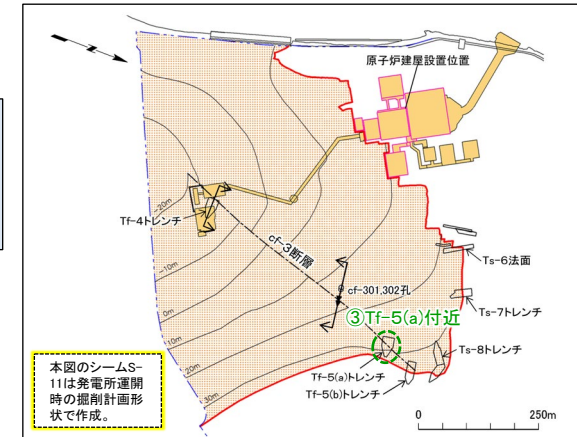 原子炉建屋設置位置
-20m
Tf-4トレンチ
cf-3断層
-10m
Ts-6法面
cf-301,302孔
Ts-7トレンチ
0m
③Tf-5(a)付近
10m
Ts-8トレンチ
20m
Tf-5(a)トレンチ
Tf-5(b)トレンチ
30m
本図のシームS-
11は発電所運開
時の掘削計画形
状で作成。
0 250m